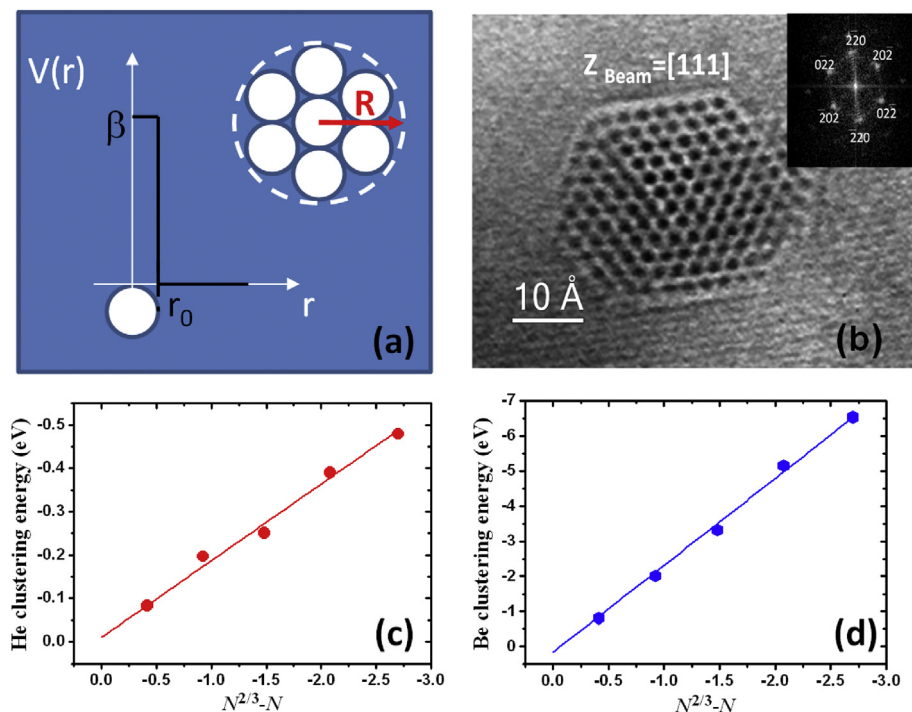 V(r)
β
r₀
r
R
(a)
Z Beam=[111]
220
022
202
202
022
220
10 Å
(b)
He clustering energy (eV)
-0.5
-0.4
-0.3
-0.2
-0.1
0.0
0.0 -0.5 -1.0 -1.5 -2.0 -2.5 -3.0
N^2/3-N
(c)
Be clustering energy (eV)
-7
-6
-5
-4
-3
-2
-1
0
0.0 -0.5 -1.0 -1.5 -2.0 -2.5 -3.0
N^2/3-N
(d)